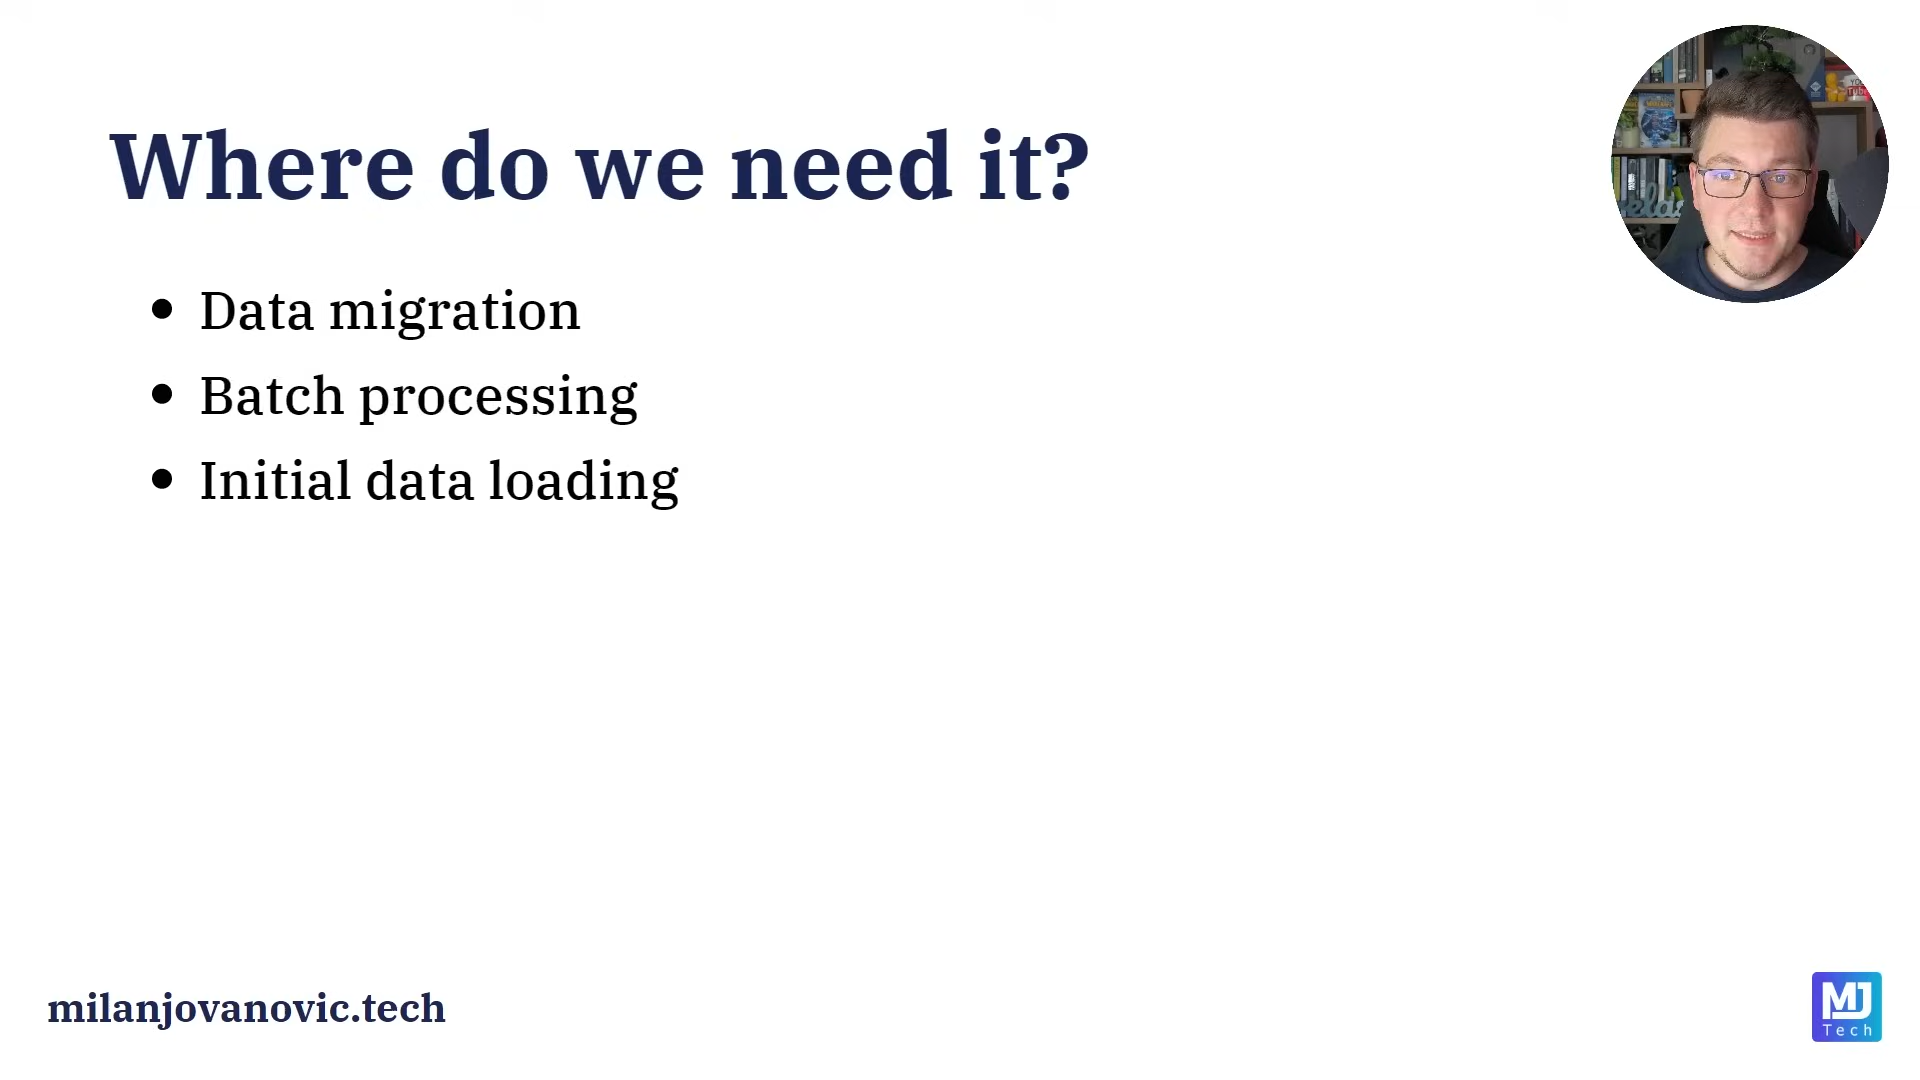 Where do we need it?
Data migration
Batch processing
Initial data loading
milanjovanovic.tech
MJ
Tech